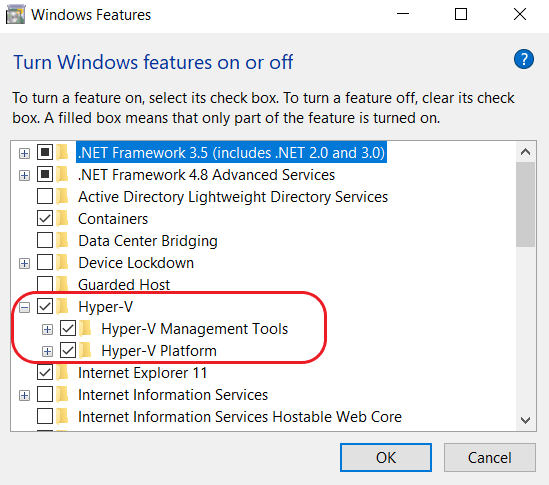 Windows Features
Turn Windows features on or off
?
To turn a feature on, select its check box. To turn a feature off, clear its check
box. A filled box means that only part of the feature is turned on.
.NET Framework 3.5 (includes .NET 2.0 and 3.0)
.NET Framework 4.8 Advanced Services
Active Directory Lightweight Directory Services
Containers
Data Center Bridging
Device Lockdown
Guarded Host
Hyper-V
Hyper-V Management Tools
Hyper-V Platform
Internet Explorer 11
Internet Information Services
Internet Information Services Hostable Web Core
OK
Cancel